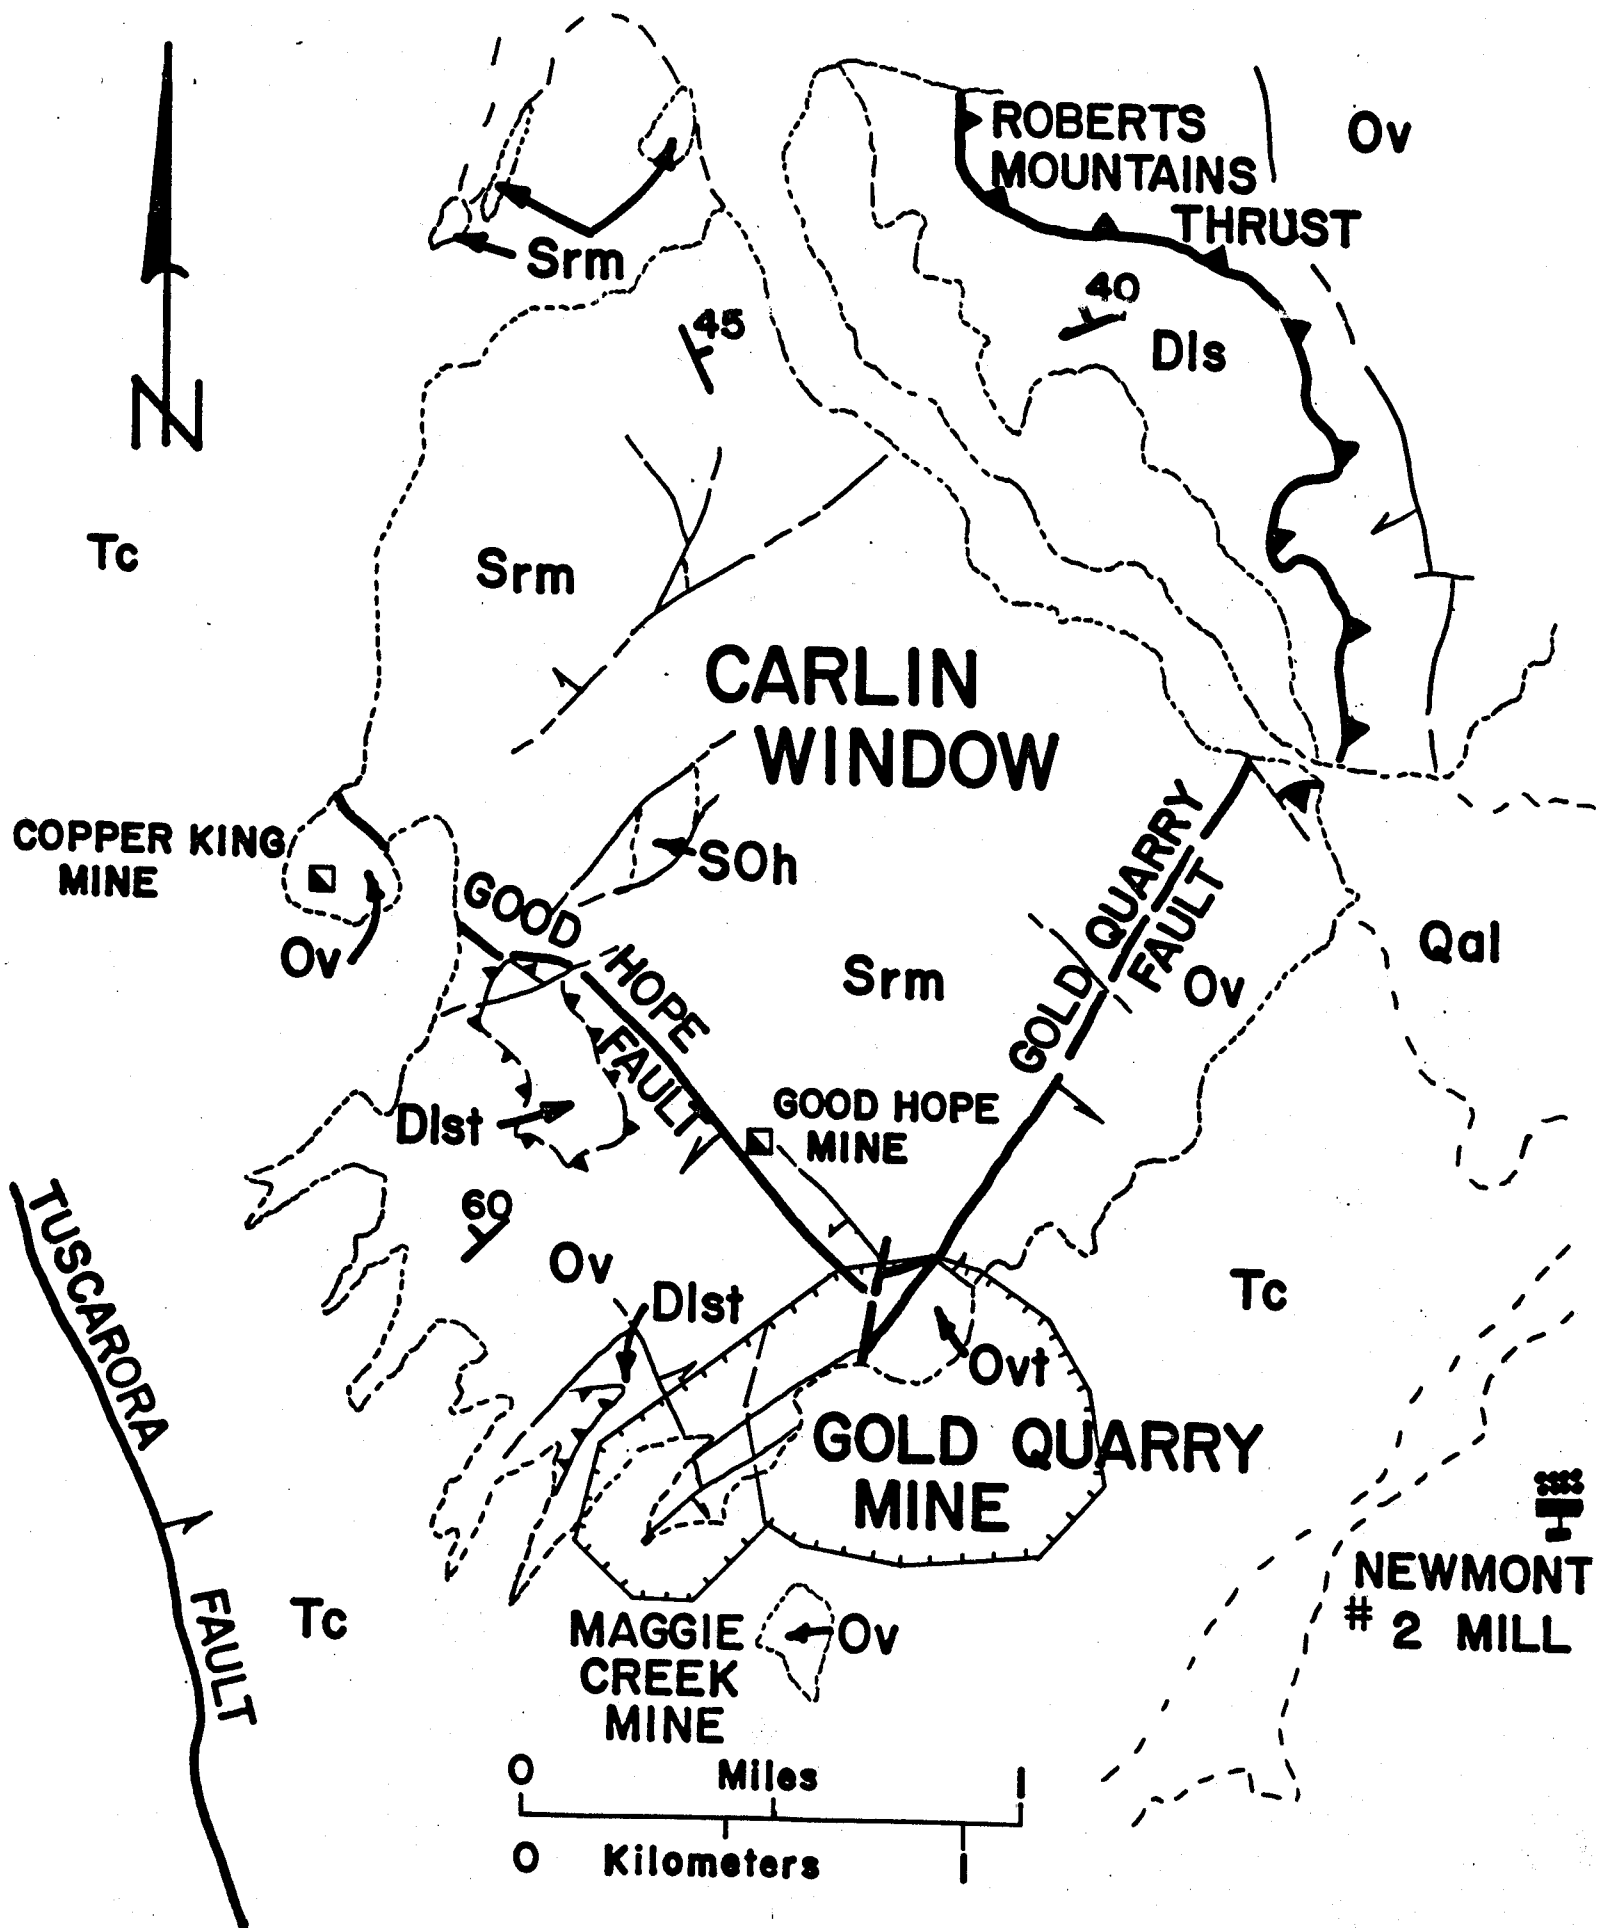 ROBERTS
MOUNTAINS
THRUST
Ov
Srm
45
40
Dls
N
Tc
Srm
CARLIN
WINDOW
COPPER KING
MINE
SOh
GOOD
HOPE
FAULT
GOLD QUARRY
FAULT
Ov
Srm
Ov
Qal
Dlst
GOOD HOPE
MINE
60
Ov
Dlst
Tc
TUSCARORA
FAULT
Ovt
GOLD QUARRY
MINE
NEWMONT
# 2 MILL
Tc
MAGGIE
CREEK
MINE
Ov
0 Miles 1
0 Kilometers 1